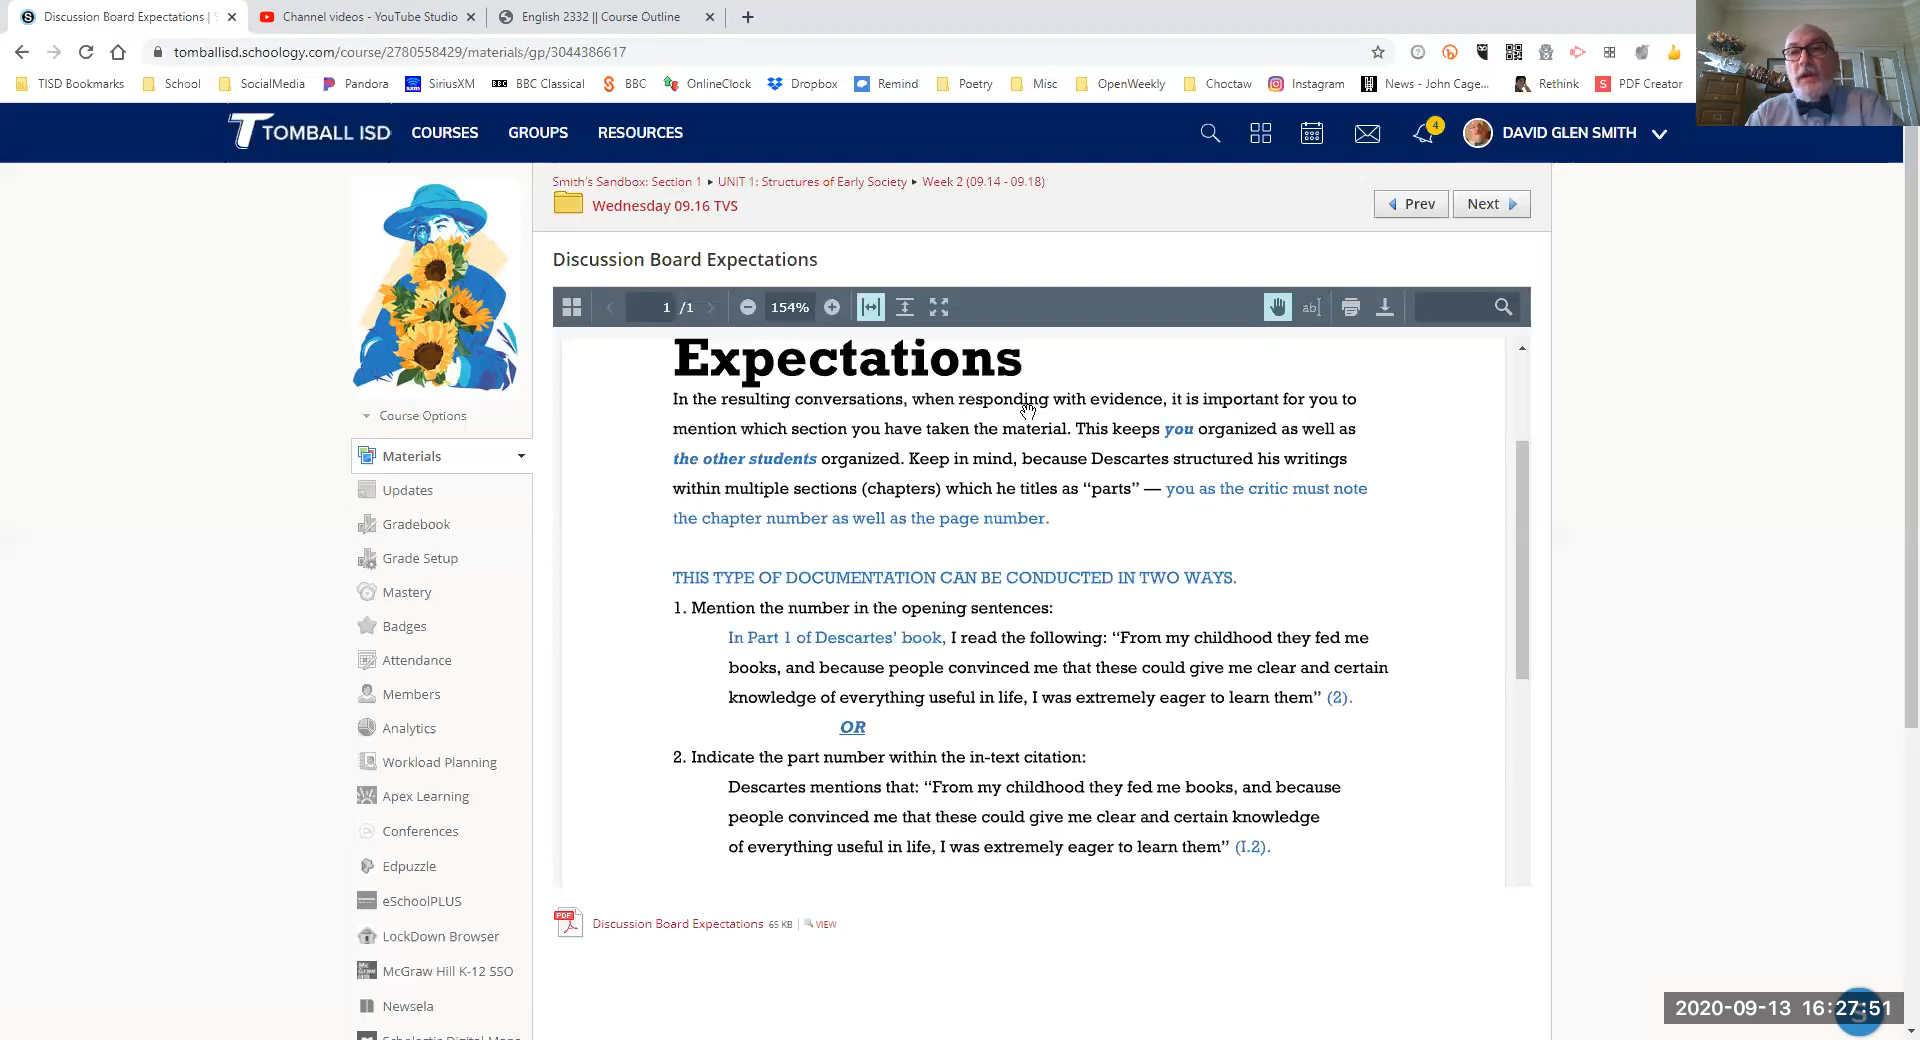 Discussion Board Expectations |
Channel videos - YouTube Studio
English 2332 || Course Outline
tomballisd.schoology.com/course/2780558429/materials/gp/3044386617
TISD Bookmarks
School
SocialMedia
Pandora
SiriusXM
BBC Classical
BBC
OnlineClock
Dropbox
Remind
Poetry
Misc
OpenWeekly
Choctaw
Instagram
News - John Cage...
Rethink
PDF Creator
TOMBALL ISD
COURSES
GROUPS
RESOURCES
4
DAVID GLEN SMITH
Smith's Sandbox: Section 1 ▸ UNIT 1: Structures of Early Society ▸ Week 2 (09.14 - 09.18)
Wednesday 09.16 TVS
Prev
Next
Course Options
Materials
Updates
Gradebook
Grade Setup
Mastery
Badges
Attendance
Members
Analytics
Workload Planning
Apex Learning
Conferences
Edpuzzle
eSchoolPLUS
LockDown Browser
McGraw Hill K-12 SSO
Newsela
Discussion Board Expectations
1 /1
154%
ab
Expectations
In the resulting conversations, when responding with evidence, it is important for you to
mention which section you have taken the material. This keeps you organized as well as
the other students organized. Keep in mind, because Descartes structured his writings
within multiple sections (chapters) which he titles as “parts” — you as the critic must note
the chapter number as well as the page number.
THIS TYPE OF DOCUMENTATION CAN BE CONDUCTED IN TWO WAYS.
1. Mention the number in the opening sentences:
In Part 1 of Descartes’ book, I read the following: “From my childhood they fed me
books, and because people convinced me that these could give me clear and certain
knowledge of everything useful in life, I was extremely eager to learn them” (2).
OR
2. Indicate the part number within the in-text citation:
Descartes mentions that: “From my childhood they fed me books, and because
people convinced me that these could give me clear and certain knowledge
of everything useful in life, I was extremely eager to learn them” (I.2).
PDF
Discussion Board Expectations 65 KB VIEW
2020-09-13 16:27:51